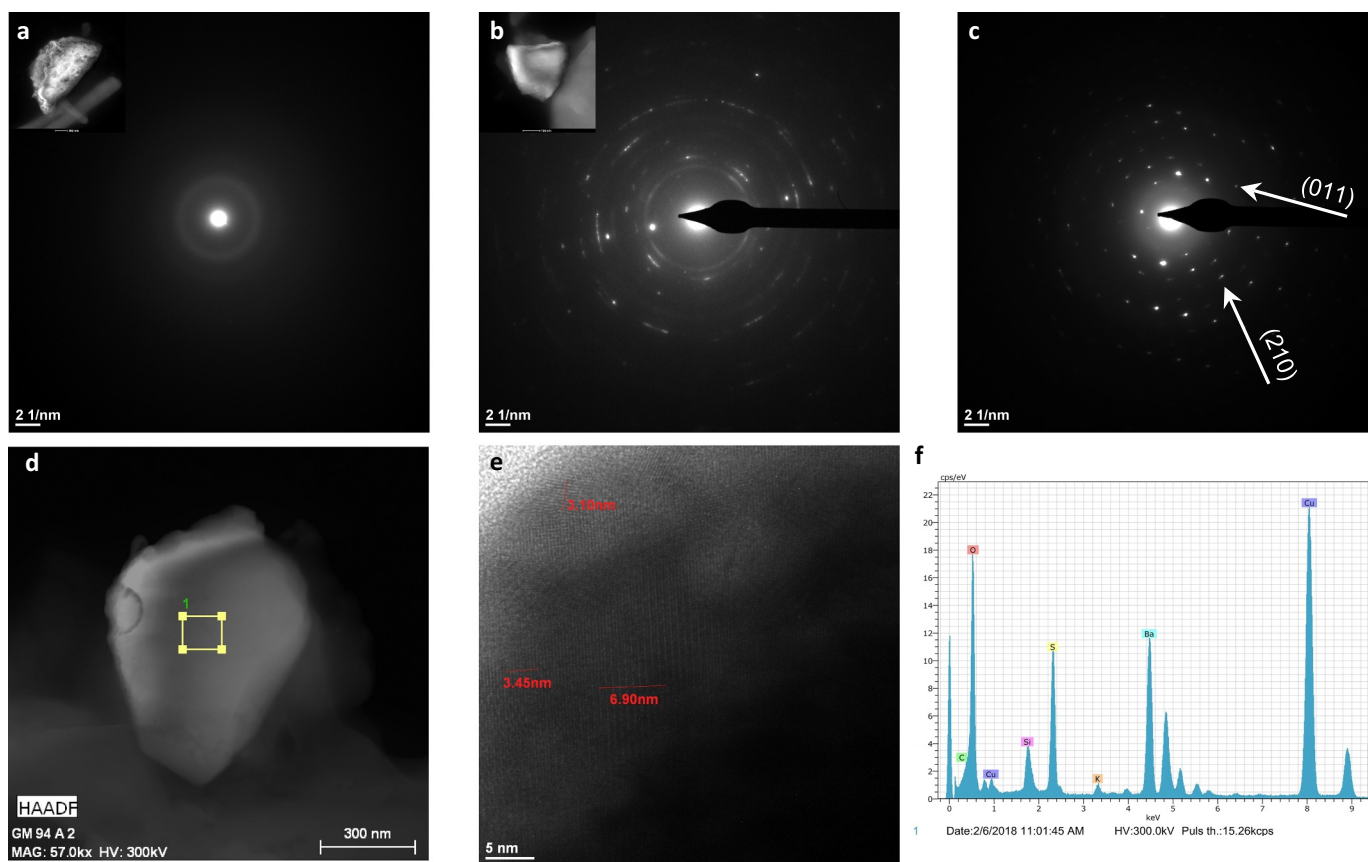 a
2 1/nm
b
2 1/nm
c
(011)
(210)
2 1/nm
d
1
HAADF
GM 94 A 2
MAG: 57.0kx HV: 300kV
300 nm
e
3.45nm
6.90nm
5 nm
f
cps/eV
22
20
18
16
14
12
10
8
6
4
2
0
C
O
Cu
Si
S
K
Ba
Cu
0 1 2 3 4 5 6 7 8 9
keV
1 Date:2/6/2018 11:01:45 AM HV:300.0kV Puls th.:15.26kcps